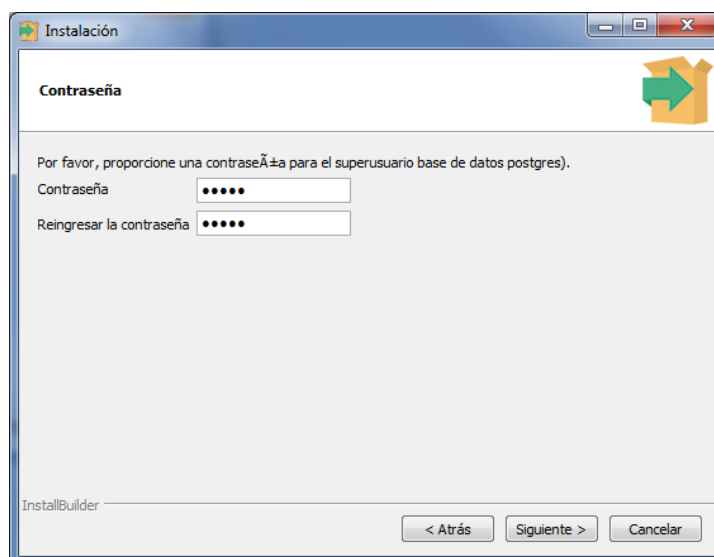 Instalación
Contraseña
Por favor, proporcione una contraseÃ±a para el superusuario base de datos postgres).
Contraseña •••••
Reingresar la contraseña •••••
InstallBuilder
< Atrás Siguiente > Cancelar